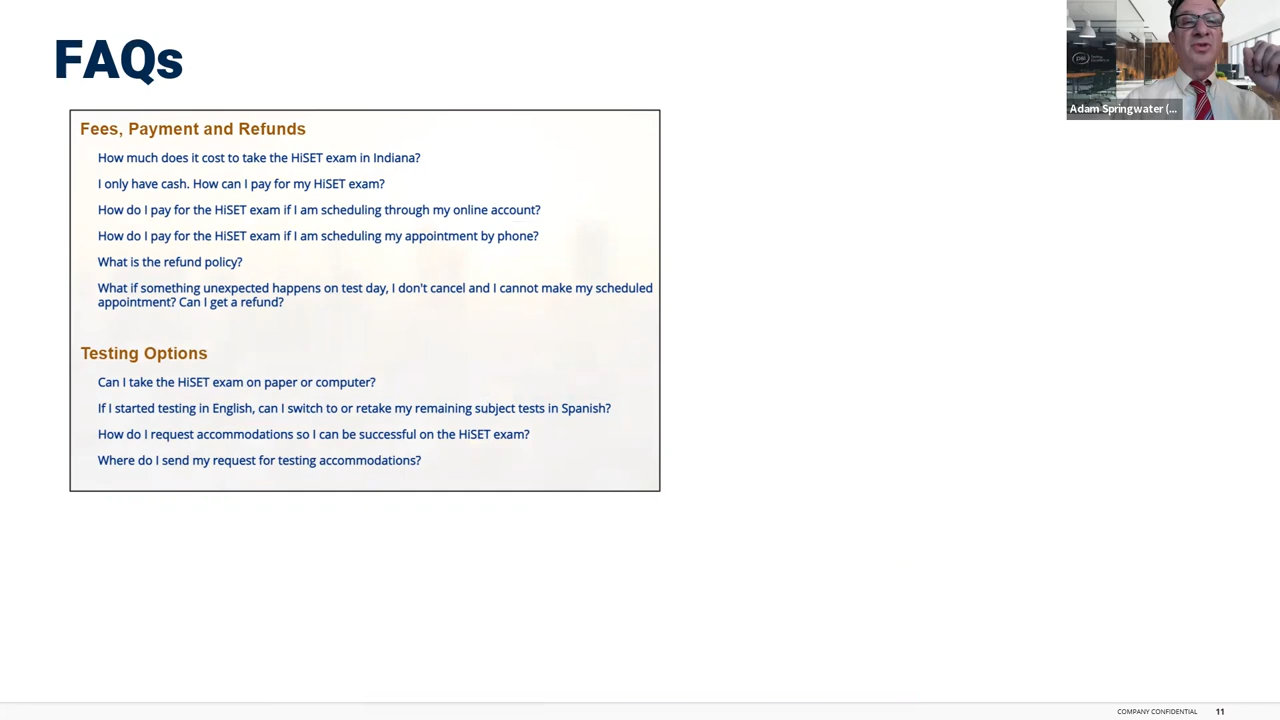 FAQs
Fees, Payment and Refunds
How much does it cost to take the HiSET exam in Indiana?
I only have cash. How can I pay for my HiSET exam?
How do I pay for the HiSET exam if I am scheduling through my online account?
How do I pay for the HiSET exam if I am scheduling my appointment by phone?
What is the refund policy?
What if something unexpected happens on test day, I don't cancel and I cannot make my scheduled
appointment? Can I get a refund?
Testing Options
Can I take the HiSET exam on paper or computer?
If I started testing in English, can I switch to or retake my remaining subject tests in Spanish?
How do I request accommodations so I can be successful on the HiSET exam?
Where do I send my request for testing accommodations?
psi
Adam Springwater (...
COMPANY CONFIDENTIAL 11